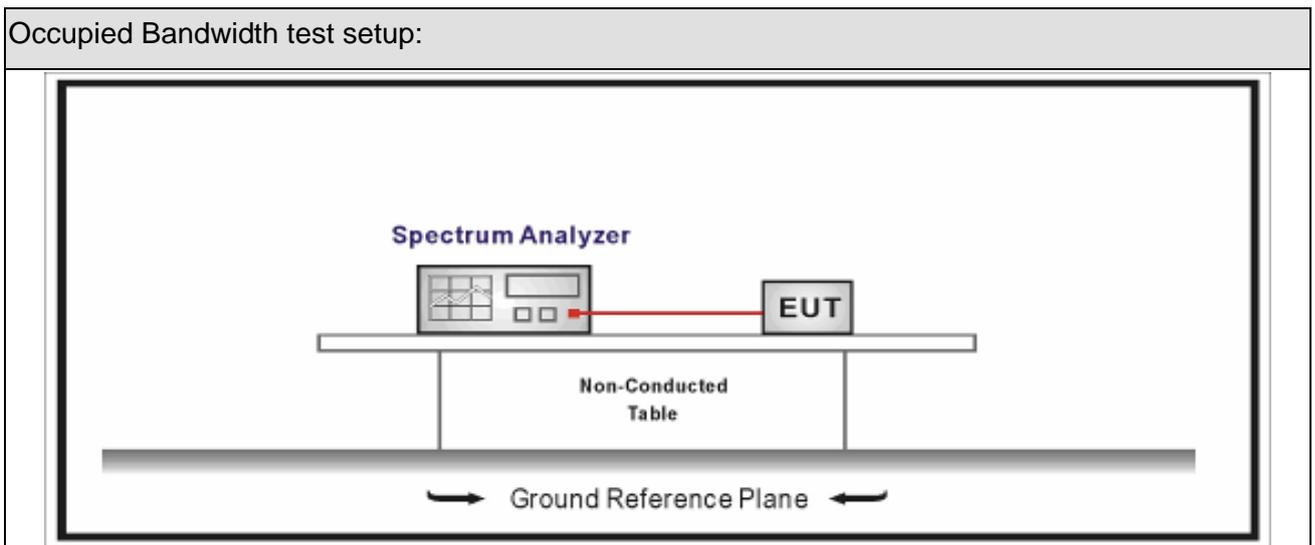 Occupied Bandwidth test setup:
Spectrum Analyzer
EUT
Non-Conducted
Table
Ground Reference Plane